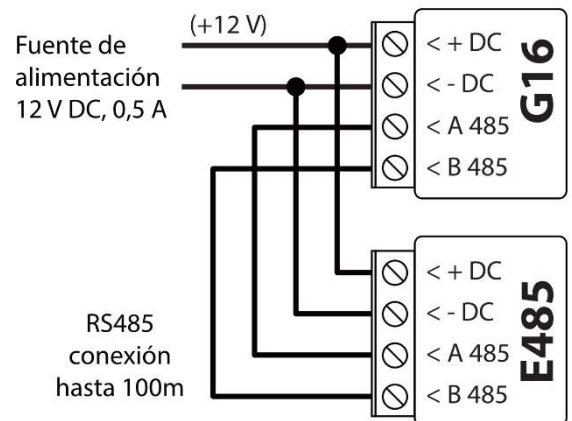 (+12 V)
Fuente de
alimentación
12 V DC, 0,5 A
< + DC
< - DC
< A 485
< B 485
G16
< + DC
< - DC
< A 485
< B 485
E485
RS485
conexión
hasta 100m